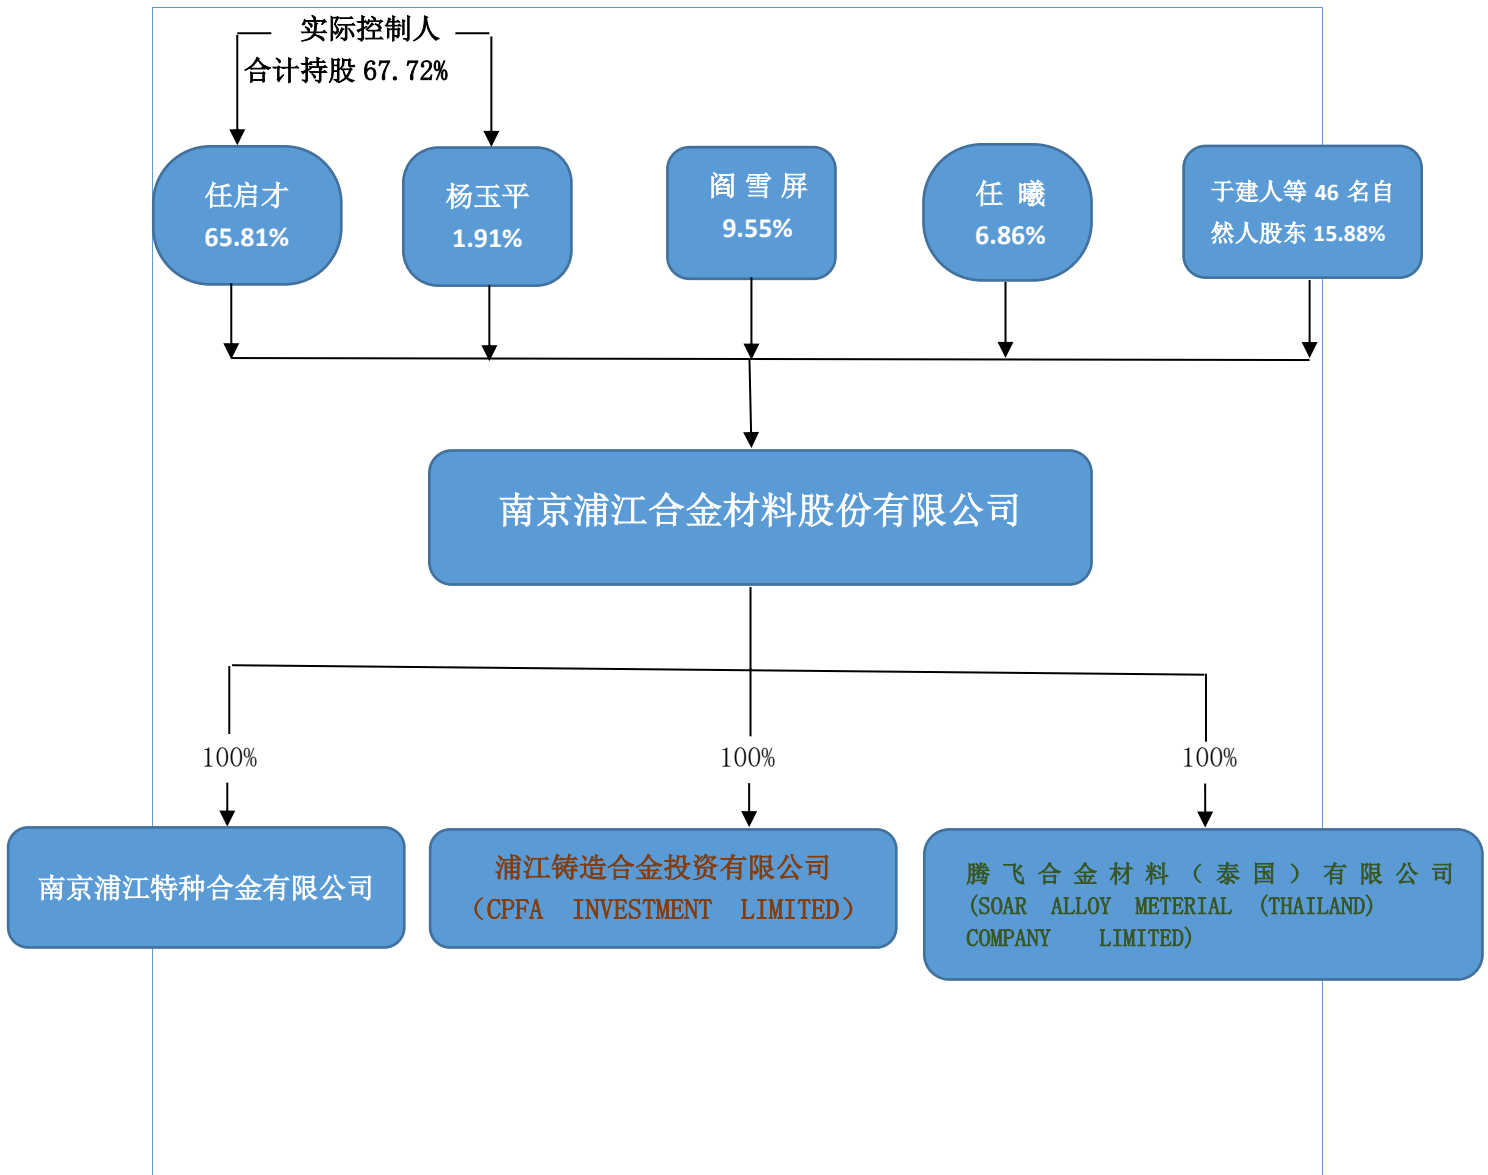 实际控制人
合计持股 67.72%
任启才
65.81%
杨玉平
1.91%
阎 雪 屏
9.55%
任 曦
6.86%
于建人等 46 名自
然人股东 15.88%
南京浦江合金材料股份有限公司
100%
100%
100%
南京浦江特种合金有限公司
浦江铸造合金投资有限公司
（CPFA INVESTMENT LIMITED）
腾 飞 合 金 材 料 （ 泰 国 ） 有 限 公 司
(SOAR ALLOY METERIAL (THAILAND)
COMPANY LIMITED)